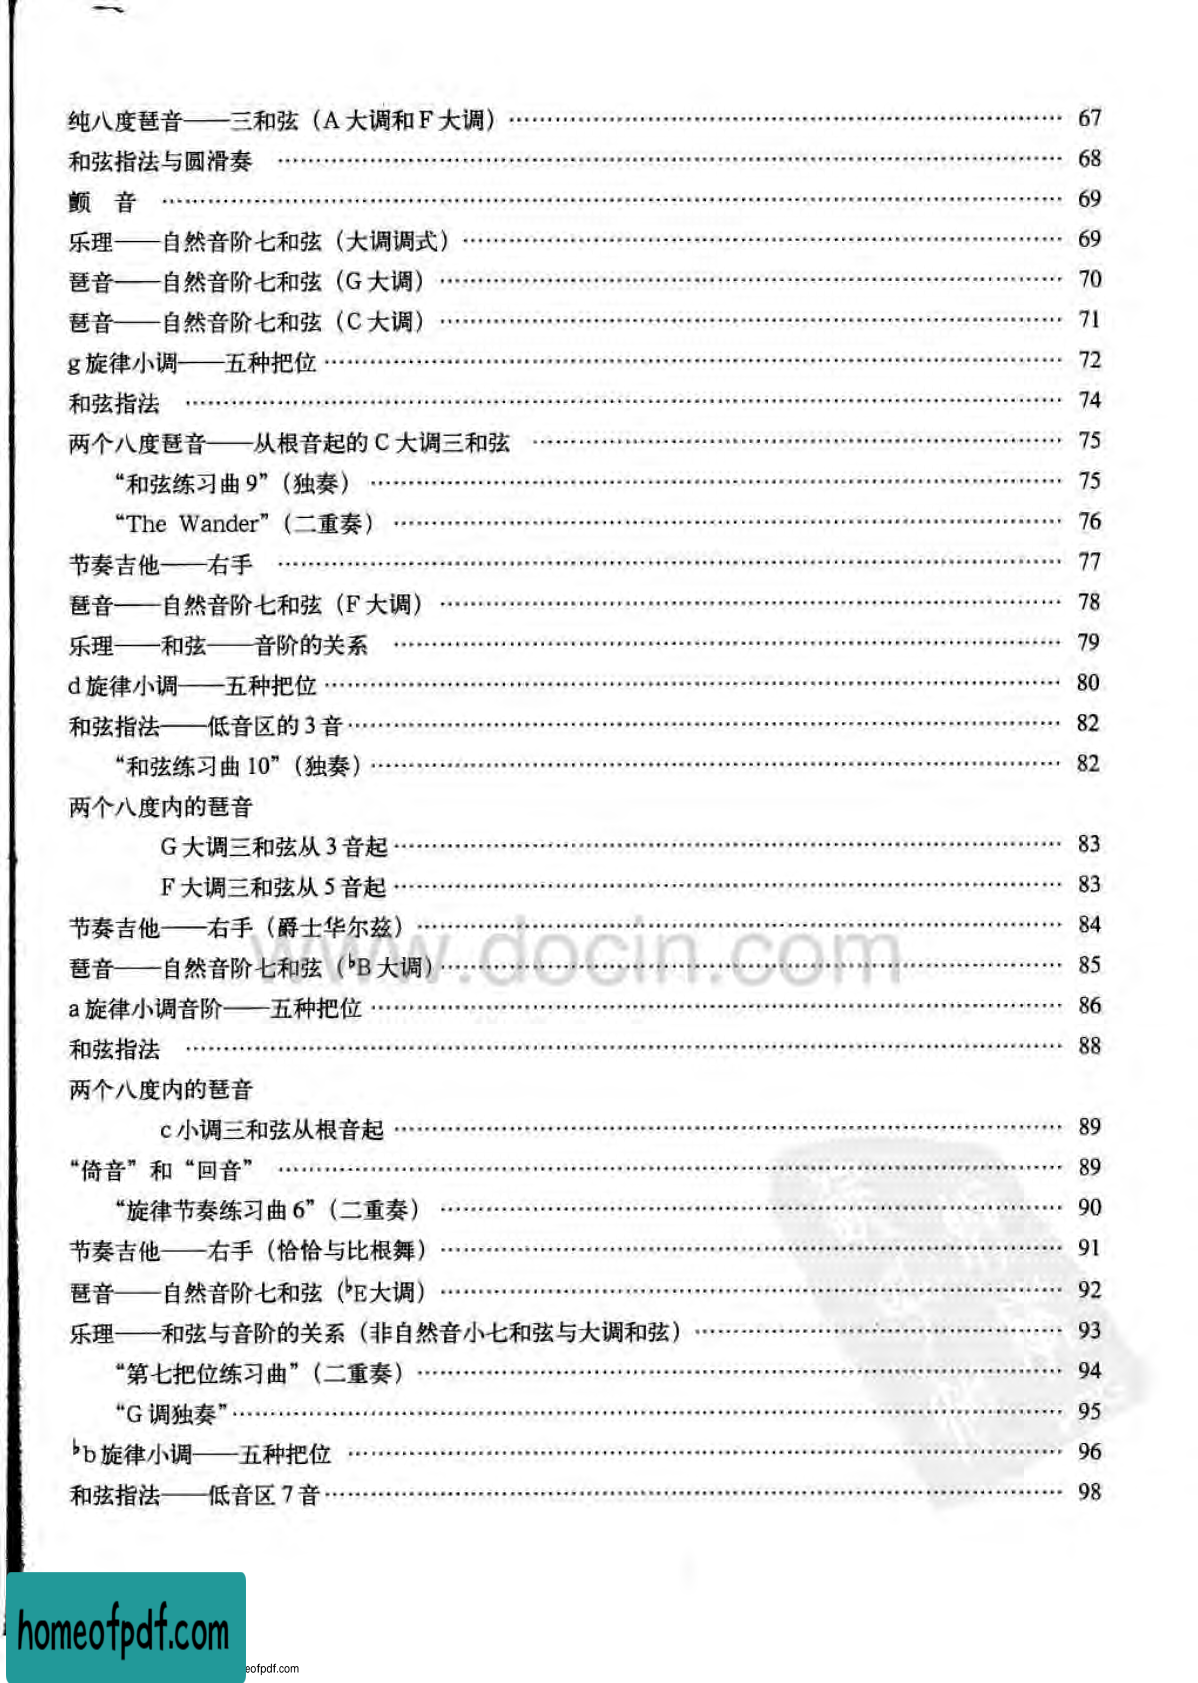 纯八度琶音——三和弦（A 大调和 F 大调） 67
和弦指法与圆滑奏 68
颤 音 69
乐理——自然音阶七和弦（大调调式） 69
琶音——自然音阶七和弦（G 大调） 70
琶音——自然音阶七和弦（C 大调） 71
g 旋律小调——五种把位 72
和弦指法 74
两个八度琶音——从根音起的 C 大调三和弦 75
“和弦练习曲 9”（独奏） 75
“The Wander”（二重奏） 76
节奏吉他——右手 77
琶音——自然音阶七和弦（F 大调） 78
乐理——和弦——音阶的关系 79
d 旋律小调——五种把位 80
和弦指法——低音区的 3 音 82
“和弦练习曲 10”（独奏） 82
两个八度内的琶音
G 大调三和弦从 3 音起 83
F 大调三和弦从 5 音起 83
节奏吉他——右手（爵士华尔兹） 84
www.docin.com
琶音——自然音阶七和弦（♭B 大调） 85
a 旋律小调音阶——五种把位 86
和弦指法 88
两个八度内的琶音
c 小调三和弦从根音起 89
“倚音”和“回音” 89
“旋律节奏练习曲 6”（二重奏） 90
节奏吉他——右手（恰恰与比根舞） 91
琶音——自然音阶七和弦（♭E大调） 92
乐理——和弦与音阶的关系（非自然音小七和弦与大调和弦） 93
“第七把位练习曲”（二重奏） 94
“G 调独奏” 95
♭b 旋律小调——五种把位 96
和弦指法——低音区 7 音 98
homeofpdf.com
eofpdf.com